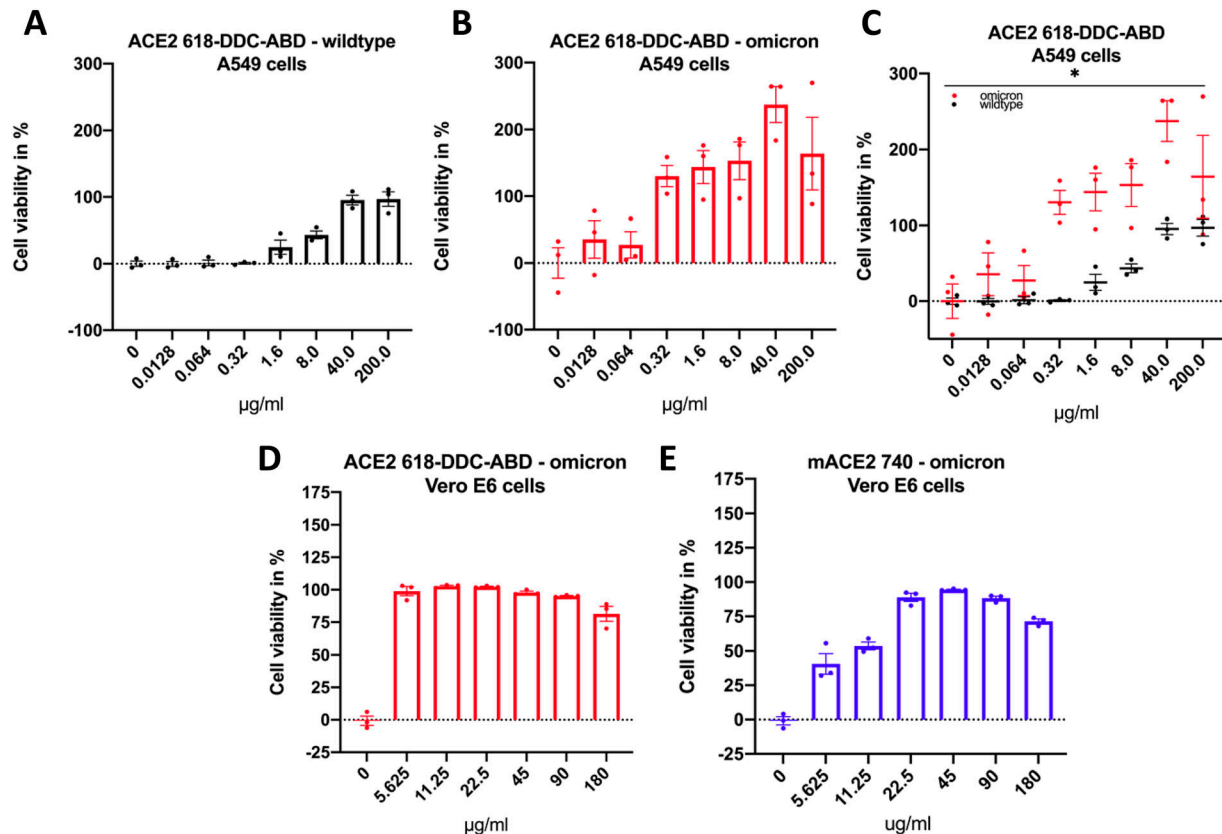 A
ACE2 618-DDC-ABD - wildtype
A549 cells
Cell viability in %
300
200
100
0
-100
0
0.0128
0.064
0.32
1.6
8.0
40.0
200.0
µg/ml
B
ACE2 618-DDC-ABD - omicron
A549 cells
Cell viability in %
300
200
100
0
-100
0
0.0128
0.064
0.32
1.6
8.0
40.0
200.0
µg/ml
C
ACE2 618-DDC-ABD
A549 cells
*
omicron
wildtype
Cell viability in %
300
200
100
0
0
0.0128
0.064
0.32
1.6
8.0
40.0
200.0
µg/ml
D
ACE2 618-DDC-ABD - omicron
Vero E6 cells
Cell viability in %
175
150
125
100
75
50
25
0
-25
0
5.625
11.25
22.5
45
90
180
µg/ml
E
mACE2 740 - omicron
Vero E6 cells
Cell viability in %
175
150
125
100
75
50
25
0
-25
0
5.625
11.25
22.5
45
90
180
ug/ml